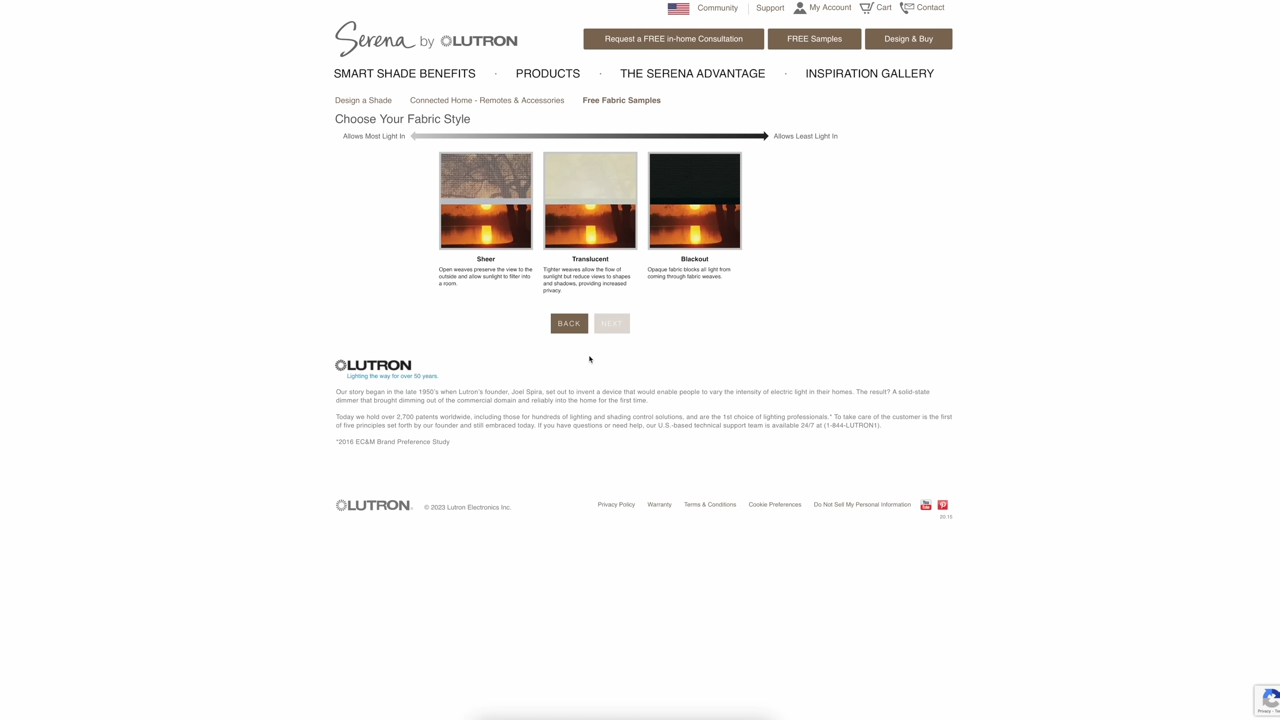 Community
Support
My Account
Cart
Contact
Serena by LUTRON
Request a FREE in-home Consultation
FREE Samples
Design & Buy
SMART SHADE BENEFITS · PRODUCTS · THE SERENA ADVANTAGE · INSPIRATION GALLERY
Design a Shade
Connected Home - Remotes & Accessories
Free Fabric Samples
Choose Your Fabric Style
Allows Most Light In
Allows Least Light In
Sheer
Open weaves preserve the view to the
outside and allow sunlight to filter into
a room.
Translucent
Tighter weaves allow the flow of
sunlight but reduce views to shapes
and shadows, providing increased
privacy.
Blackout
Opaque fabric blocks all light from
coming through fabric weaves.
BACK
NEXT
LUTRON
Lighting the way for over 50 years.
Our story began in the late 1950's when Lutron's founder, Joel Spira, set out to invent a device that would enable people to vary the intensity of electric light in their homes. The result? A solid-state
dimmer that brought dimming out of the commercial domain and reliably into the home for the first time.
Today we hold over 2,700 patents worldwide, including those for hundreds of lighting and shading control solutions, and are the 1st choice of lighting professionals.* To take care of the customer is the first
of five principles set forth by our founder and still embraced today. If you have questions or need help, our U.S.-based technical support team is available 24/7 at (1-844-LUTRON1).
*2016 EC&M Brand Preference Study
LUTRON
© 2023 Lutron Electronics Inc.
Privacy Policy
Warranty
Terms & Conditions
Cookie Preferences
Do Not Sell My Personal Information
You
Tube
Privacy